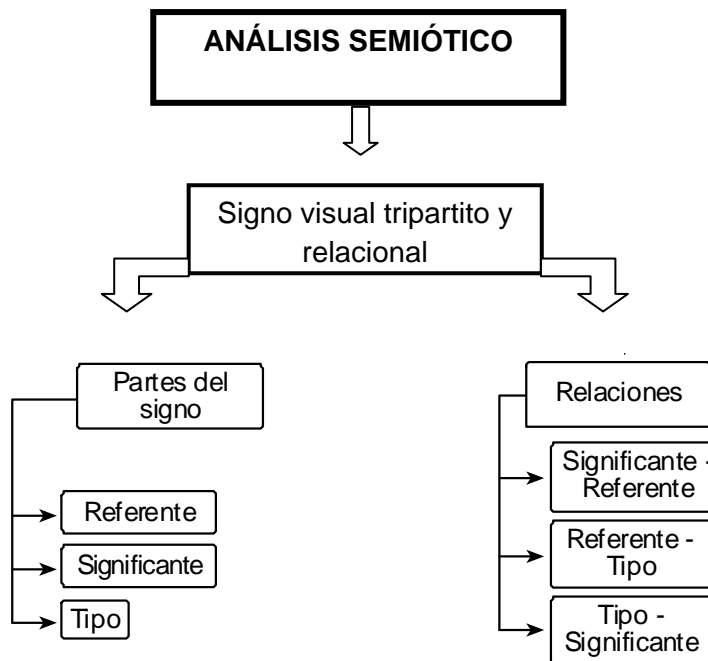 ANÁLISIS SEMIÓTICO
Signo visual tripartito y
relacional
Partes del
signo
Referente
Significante
Tipo
Relaciones
Significante -
Referente
Referente -
Tipo
Tipo -
Significante